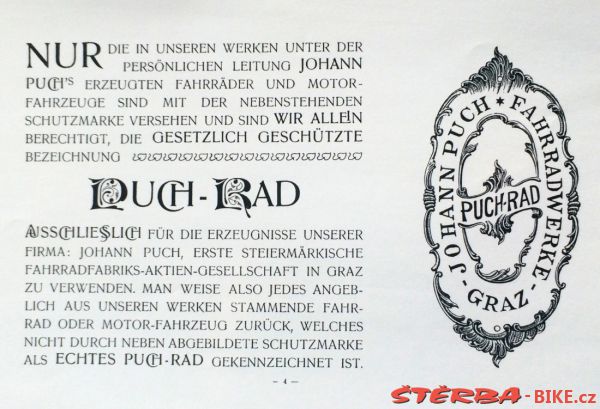 NUR DIE IN UNSEREN WERKEN UNTER DER
PERSÖNLICHEN LEITUNG JOHANN
PUCH'S ERZEUGTEN FAHRRÄDER UND MOTOR-
FAHRZEUGE SIND MIT DER NEBENSTEHENDEN
SCHUTZMARKE VERSEHEN UND SIND WIR ALLEIN
BERECHTIGT, DIE GESETZLICH GESCHÜTZTE
BEZEICHNUNG
PUCH-RAD
AUSSCHLIESSLICH FÜR DIE ERZEUGNISSE UNSERER
FIRMA: JOHANN PUCH, ERSTE STEIERMÄRKISCHE
FAHRRADFABRIKS-AKTIEN-GESELLSCHAFT IN GRAZ
ZU VERWENDEN. MAN WEISE ALSO JEDES ANGEB-
LICH AUS UNSEREN WERKEN STAMMENDE FAHR-
RAD ODER MOTOR-FAHRZEUG ZURÜCK, WELCHES
NICHT DURCH NEBEN ABGEBILDETE SCHUTZMARKE
ALS ECHTES PUCH-RAD GEKENNZEICHNET IST.
- 4 -
JOHANN PUCH * FAHRRADWERKE - GRAZ -
PUCH-RAD
ŠTĚRBA-BIKE.cz